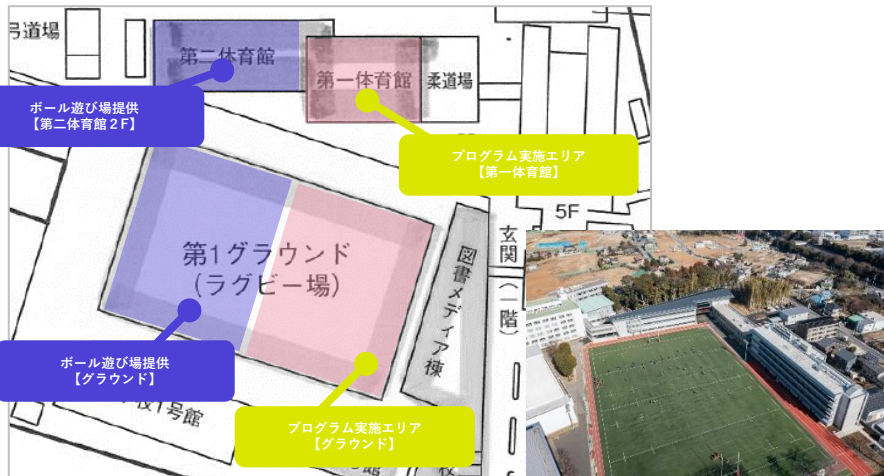 弓道場
第二体育館
第一体育館
柔道場
ボール遊び場提供
【第二体育館２F】
プログラム実施エリア
【第一体育館】
5F
玄関（一階）
第1グラウンド
（ラグビー場）
図書メディア棟
ボール遊び場提供
【グラウンド】
1号館
プログラム実施エリア
【グラウンド】
館
校